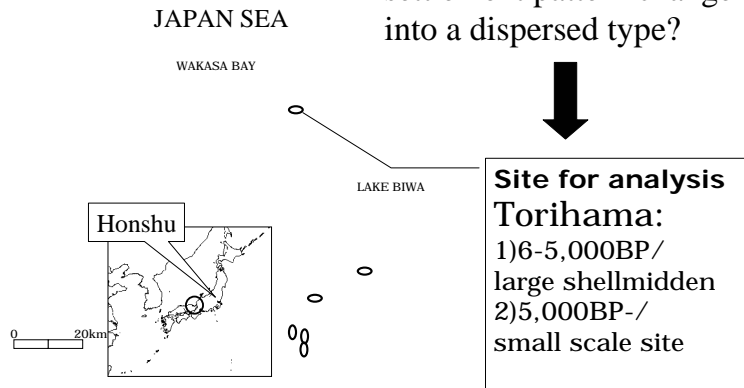 JAPAN SEA
into a dispersed type?
WAKASA BAY
LAKE BIWA
Site for analysis
Torihama:
1)6-5,000BP/
large shellmidden
2)5,000BP-/
small scale site
Honshu
0 20km